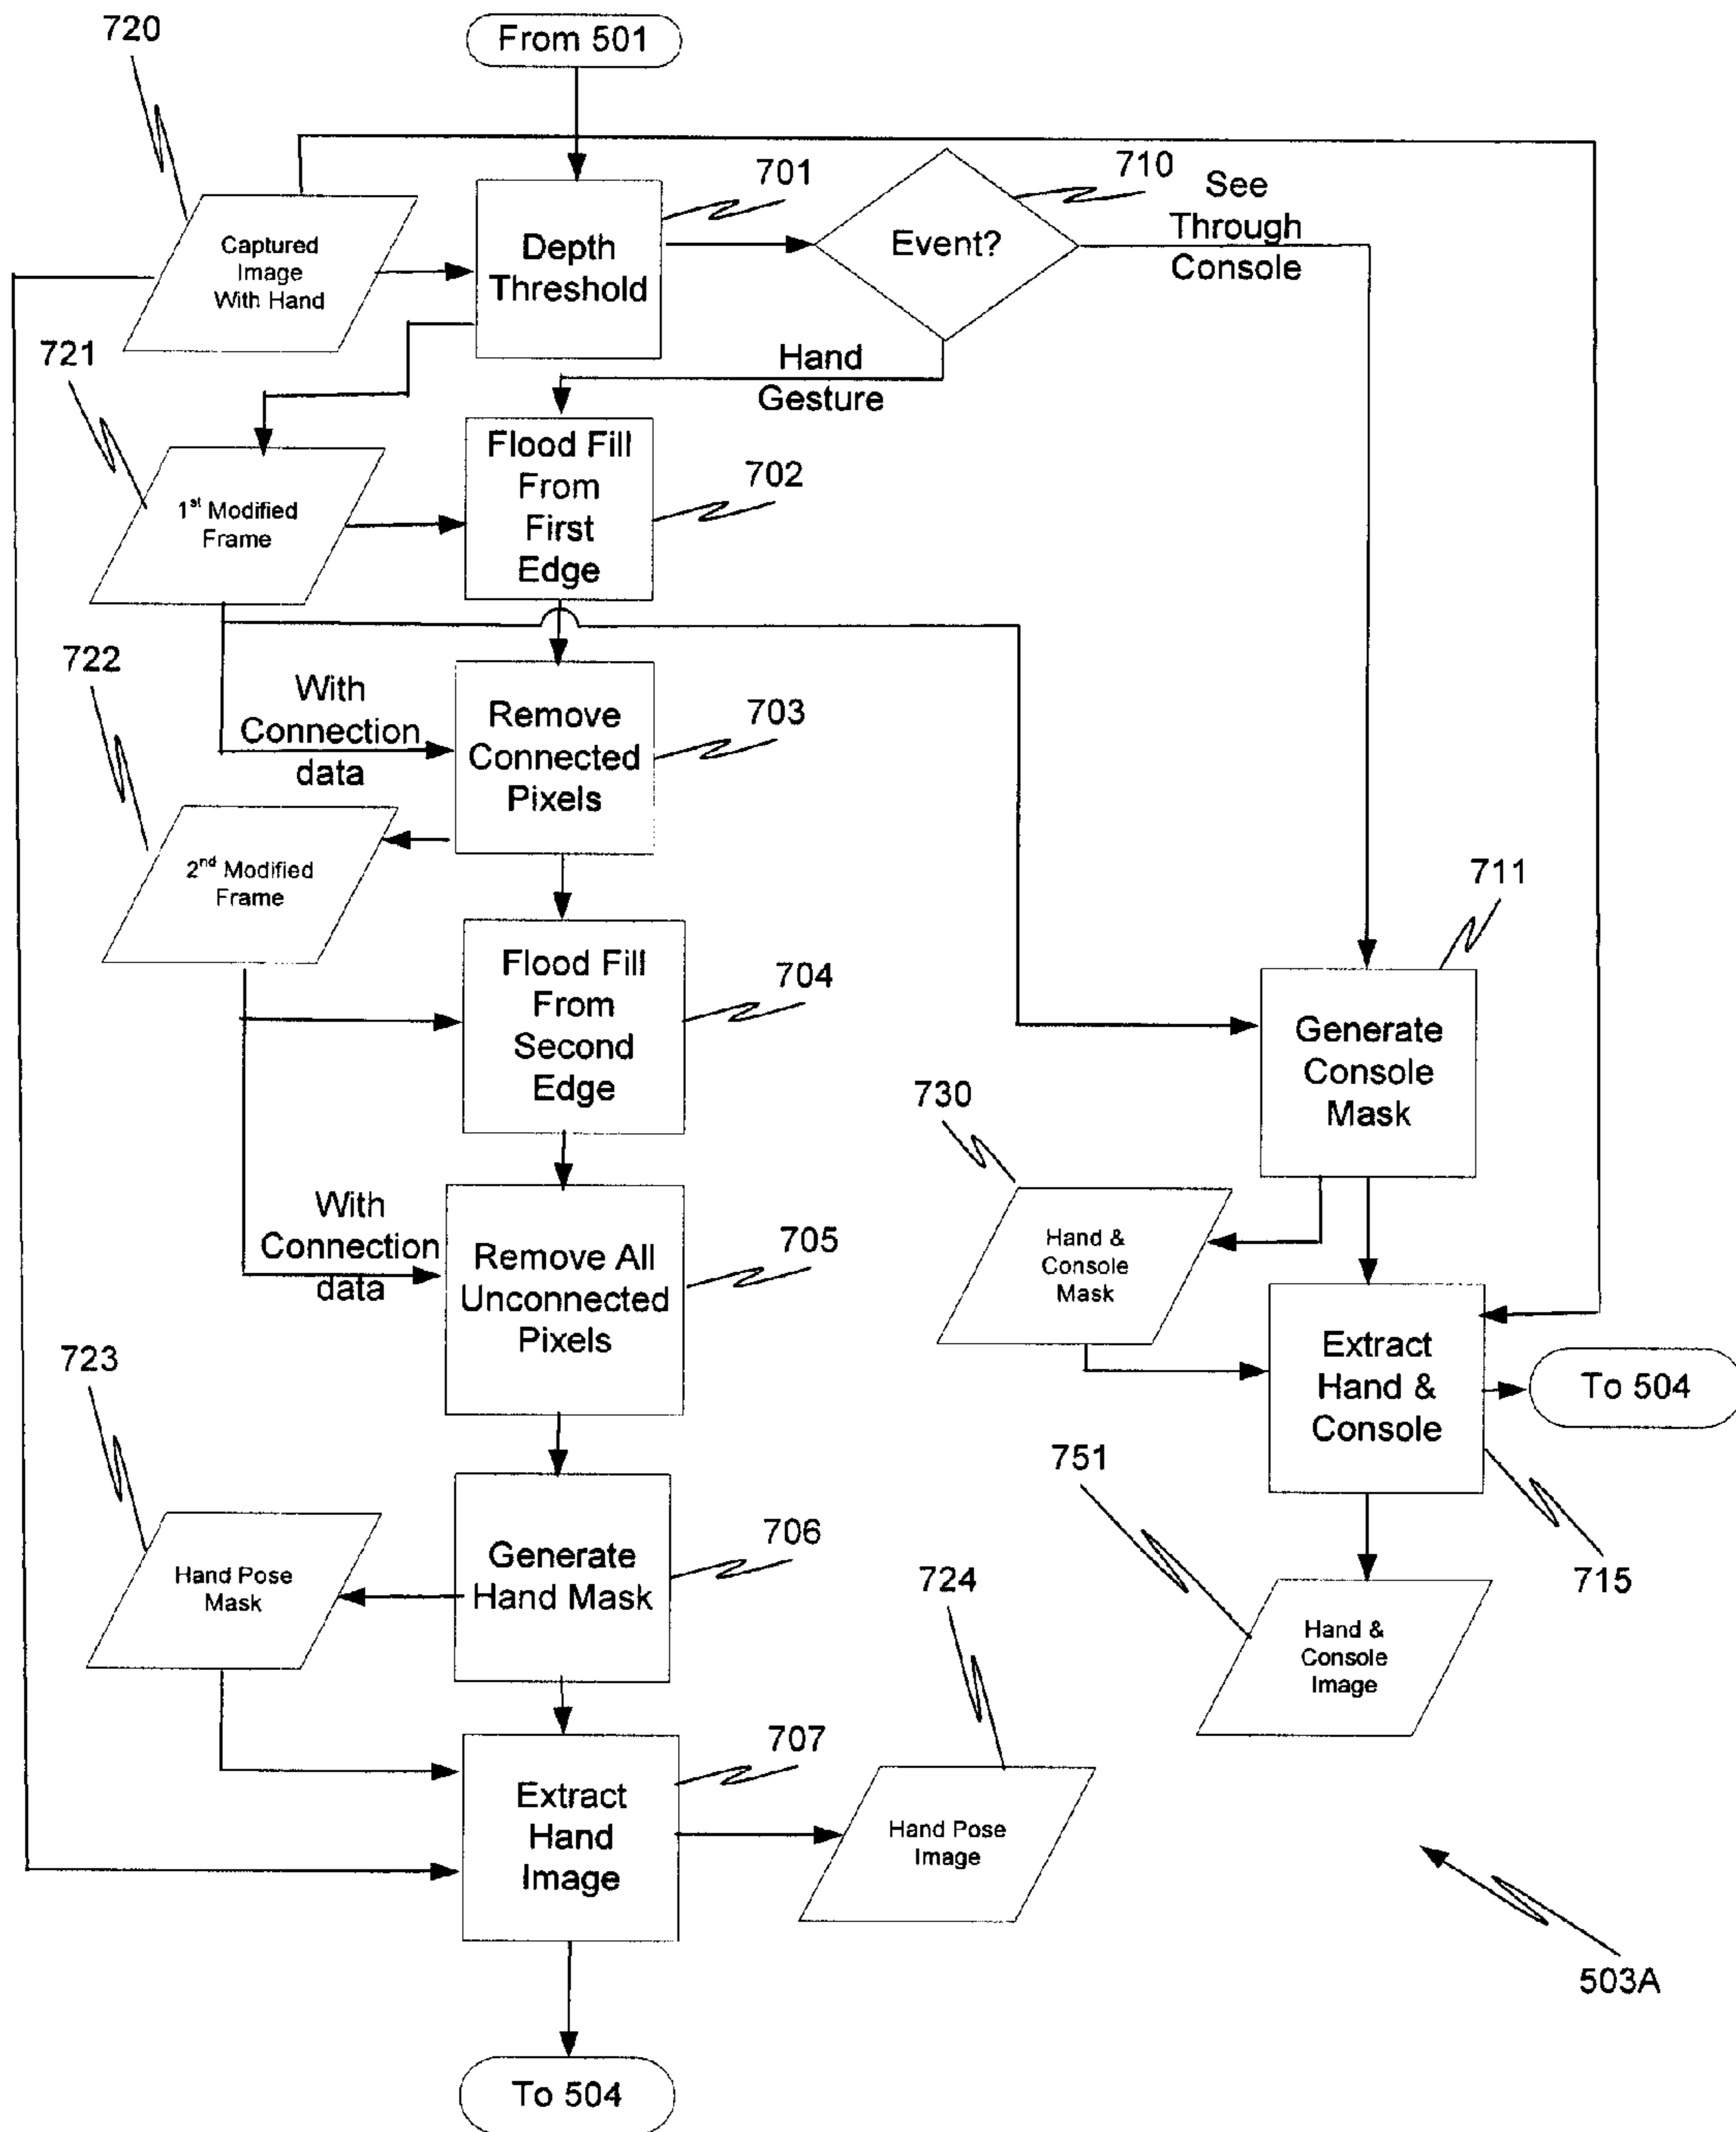 720
From 501
701
710
See
Through
Console
Captured
Image
With Hand
Depth
Threshold
Event?
721
Hand
Gesture
1st Modified
Frame
Flood Fill
From
First
Edge
702
722
With
Connection
data
Remove
Connected
Pixels
703
2nd Modified
Frame
711
Flood Fill
From
Second
Edge
704
Generate
Console
Mask
730
With
Connection
data
Remove All
Unconnected
Pixels
705
Hand &
Console
Mask
Extract
Hand &
Console
To 504
723
751
715
Hand Pose
Mask
Generate
Hand Mask
706
724
Hand &
Console
Image
707
Extract
Hand
Image
Hand Pose
Image
503A
To 504